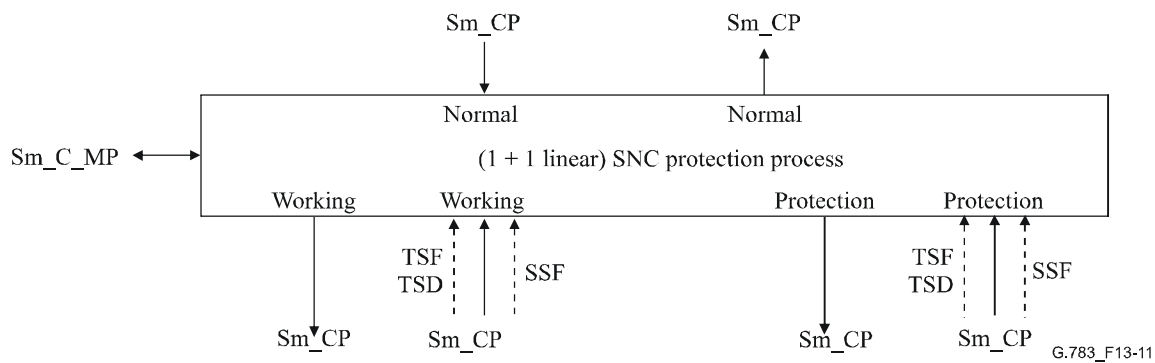 Sm_CP Sm_CP
Normal Normal
Sm_C_MP (1 + 1 linear) SNC protection process
Working Working Protection Protection
TSF TSD SSF TSF TSD SSF
Sm_CP Sm_CP Sm_CP Sm_CP
G.783_F13-11